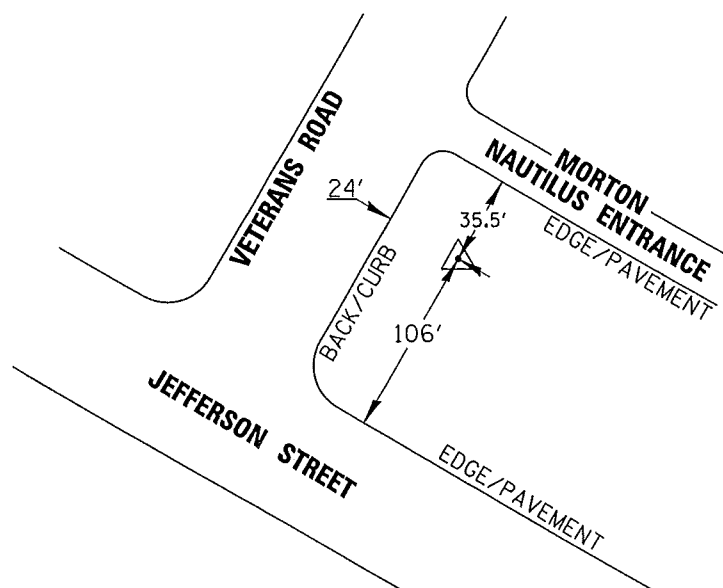 VETERANS ROAD
24'
MORTON
NAUTILUS ENTRANCE
35.5'
EDGE/PAVEMENT
BACK/CURB
106'
JEFFERSON STREET
EDGE/PAVEMENT